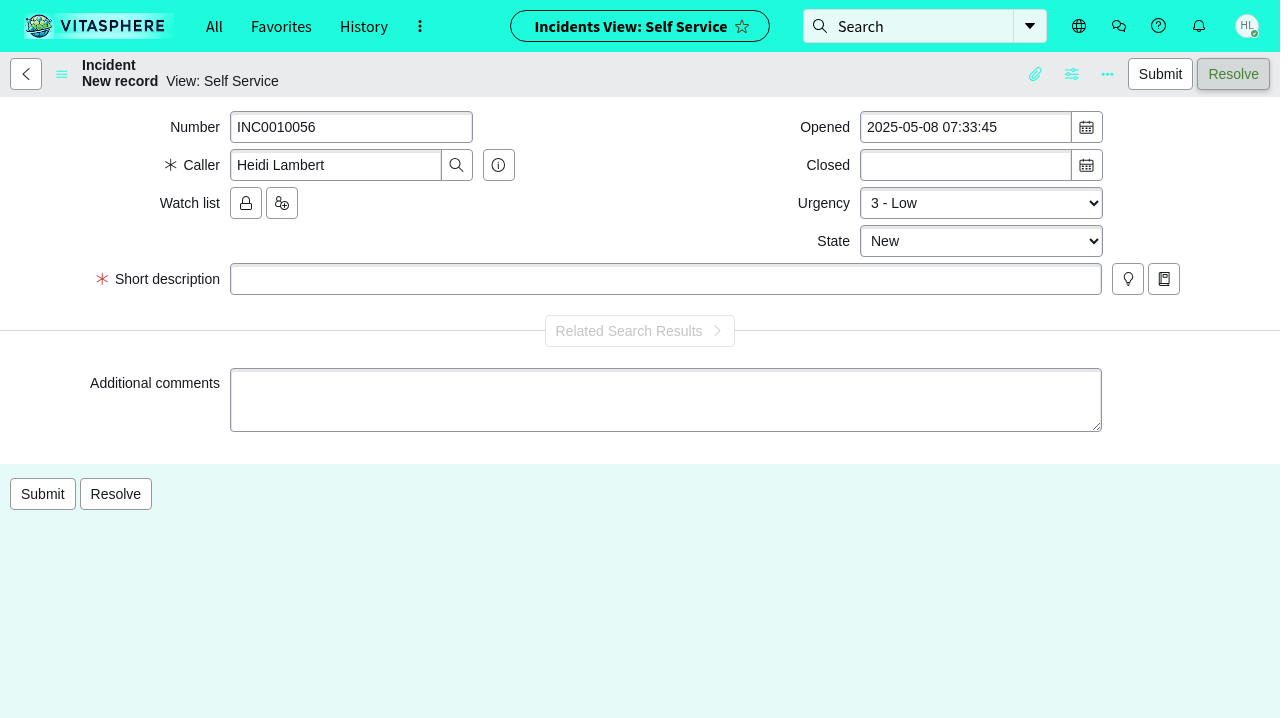 VITASPHERE All Favorites History Incidents View: Self Service Search HL
Incident
New record View: Self Service Submit Resolve
Number INC0010056 Opened 2025-05-08 07:33:45
Caller Heidi Lambert Closed
Watch list Urgency 3 - Low
State New
Short description
Related Search Results
Additional comments
Submit Resolve